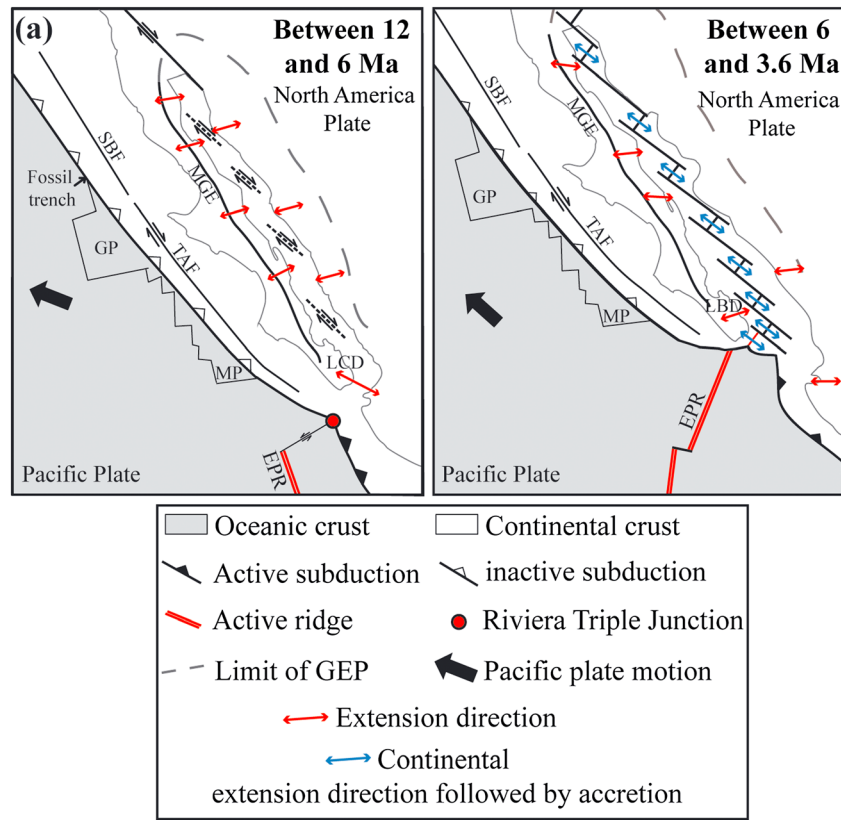 (a)
Between 12
and 6 Ma
North America
Plate
SBF
MGE
Fossil
trench
GP
TAF
MP
LCD
EPR
Pacific Plate
Between 6
and 3.6 Ma
North America
Plate
MGE
SBF
GP
TAF
LBD
MP
EPR
Pacific Plate
Oceanic crust
Continental crust
Active subduction
inactive subduction
Active ridge
Riviera Triple Junction
Limit of GEP
Pacific plate motion
Extension direction
Continental
extension direction followed by accretion